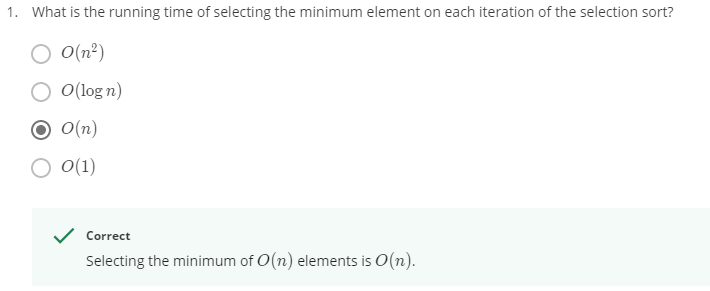 1. What is the running time of selecting the minimum element on each iteration of the selection sort?
O(n²)
O(log n)
O(n)
O(1)
Correct
Selecting the minimum of O(n) elements is O(n).